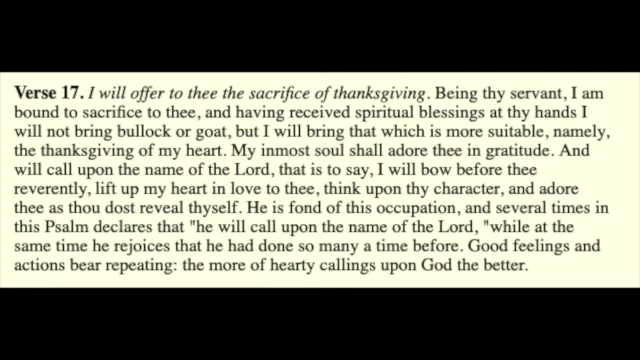 Verse 17. I will offer to thee the sacrifice of thanksgiving. Being thy servant, I am
bound to sacrifice to thee, and having received spiritual blessings at thy hands I
will not bring bullock or goat, but I will bring that which is more suitable, namely,
the thanksgiving of my heart. My inmost soul shall adore thee in gratitude. And
will call upon the name of the Lord, that is to say, I will bow before thee
reverently, lift up my heart in love to thee, think upon thy character, and adore
thee as thou dost reveal thyself. He is fond of this occupation, and several times in
this Psalm declares that "he will call upon the name of the Lord, "while at the
same time he rejoices that he had done so many a time before. Good feelings and
actions bear repeating: the more of hearty callings upon God the better.